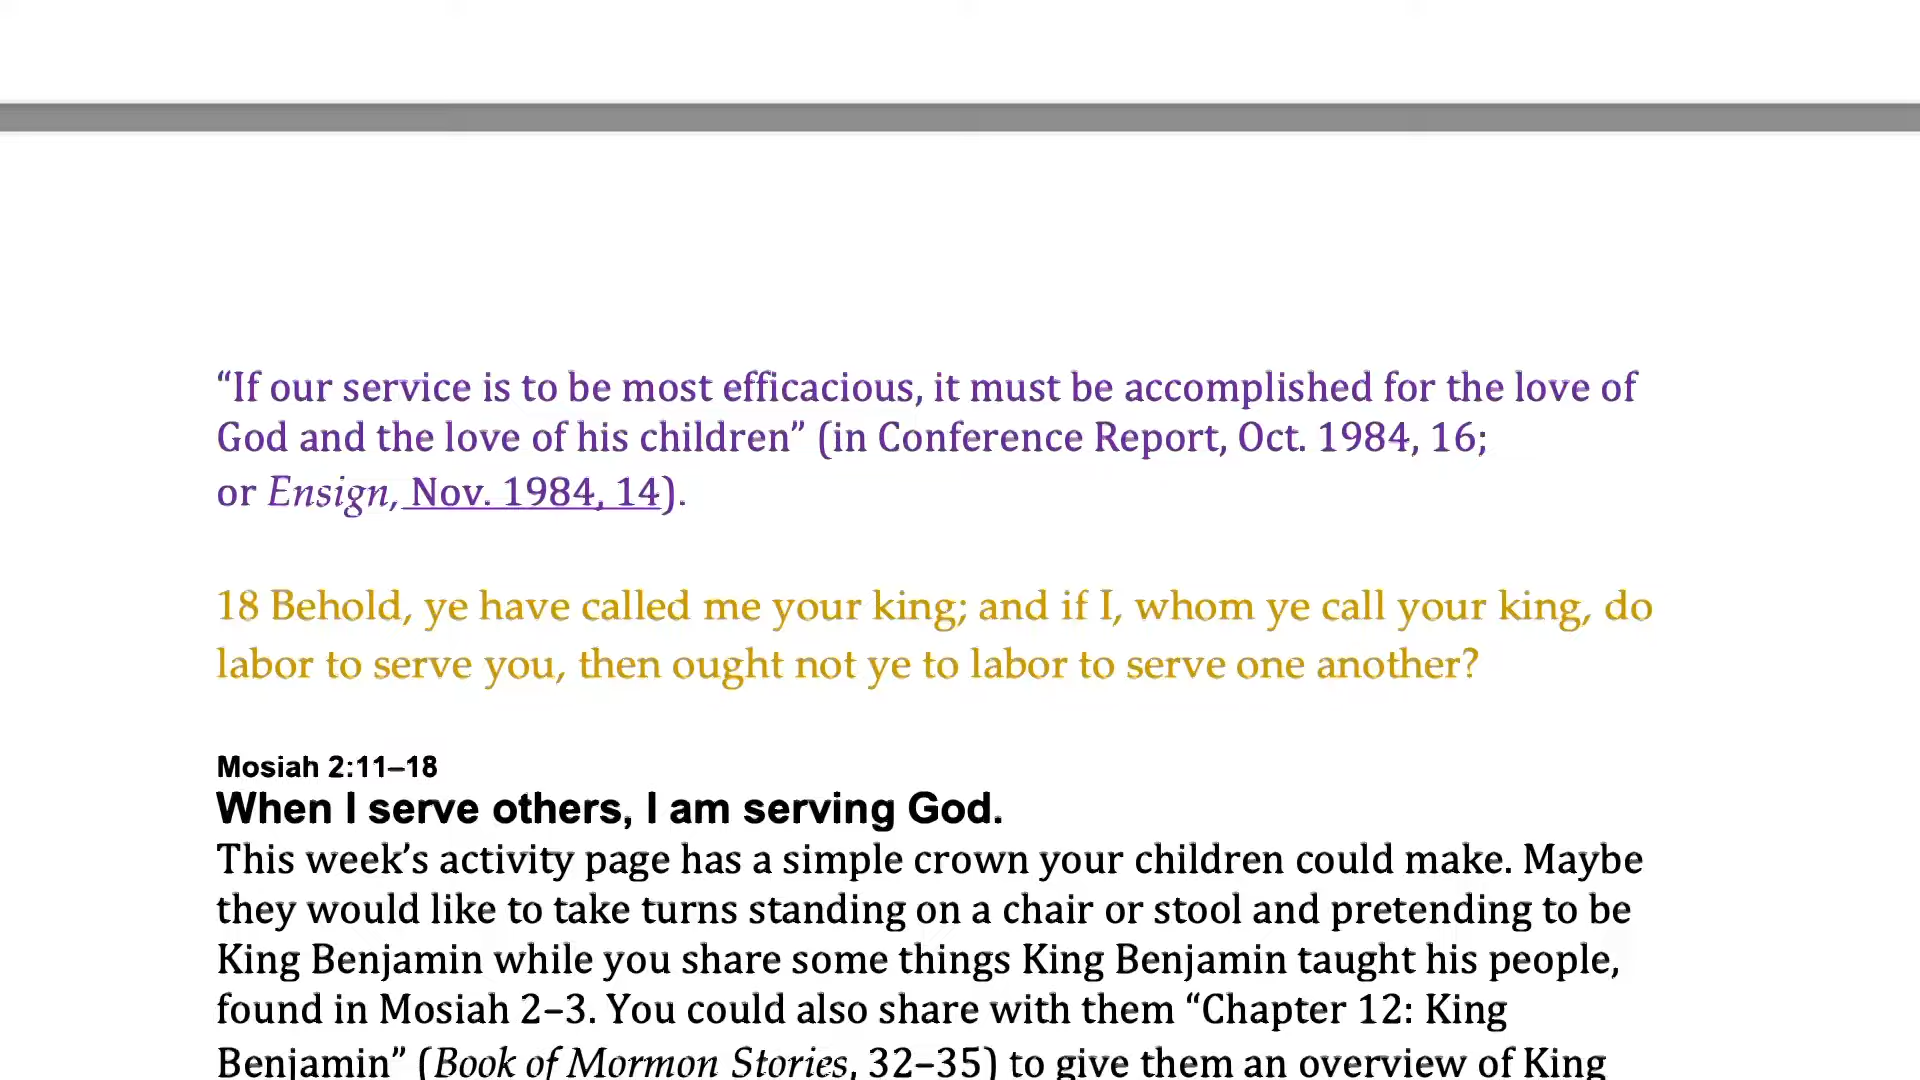 “If our service is to be most efficacious, it must be accomplished for the love of
God and the love of his children” (in Conference Report, Oct. 1984, 16;
or Ensign, Nov. 1984, 14).
18 Behold, ye have called me your king; and if I, whom ye call your king, do
labor to serve you, then ought not ye to labor to serve one another?
Mosiah 2:11–18
When I serve others, I am serving God.
This week’s activity page has a simple crown your children could make. Maybe
they would like to take turns standing on a chair or stool and pretending to be
King Benjamin while you share some things King Benjamin taught his people,
found in Mosiah 2–3. You could also share with them “Chapter 12: King
Benjamin” (Book of Mormon Stories, 32–35) to give them an overview of King